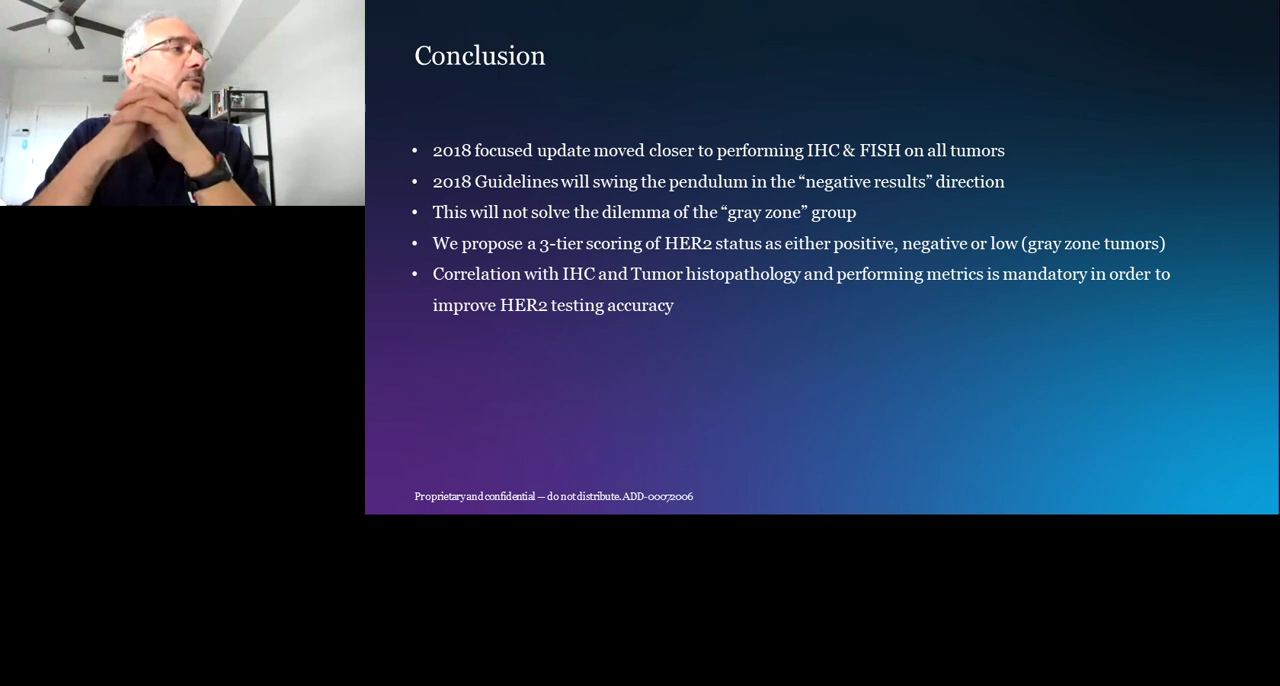 Conclusion
• 2018 focused update moved closer to performing IHC & FISH on all tumors
• 2018 Guidelines will swing the pendulum in the “negative results” direction
• This will not solve the dilemma of the “gray zone” group
• We propose a 3-tier scoring of HER2 status as either positive, negative or low (gray zone tumors)
• Correlation with IHC and Tumor histopathology and performing metrics is mandatory in order to
improve HER2 testing accuracy
Proprietary and confidential — do not distribute. ADD-00072006